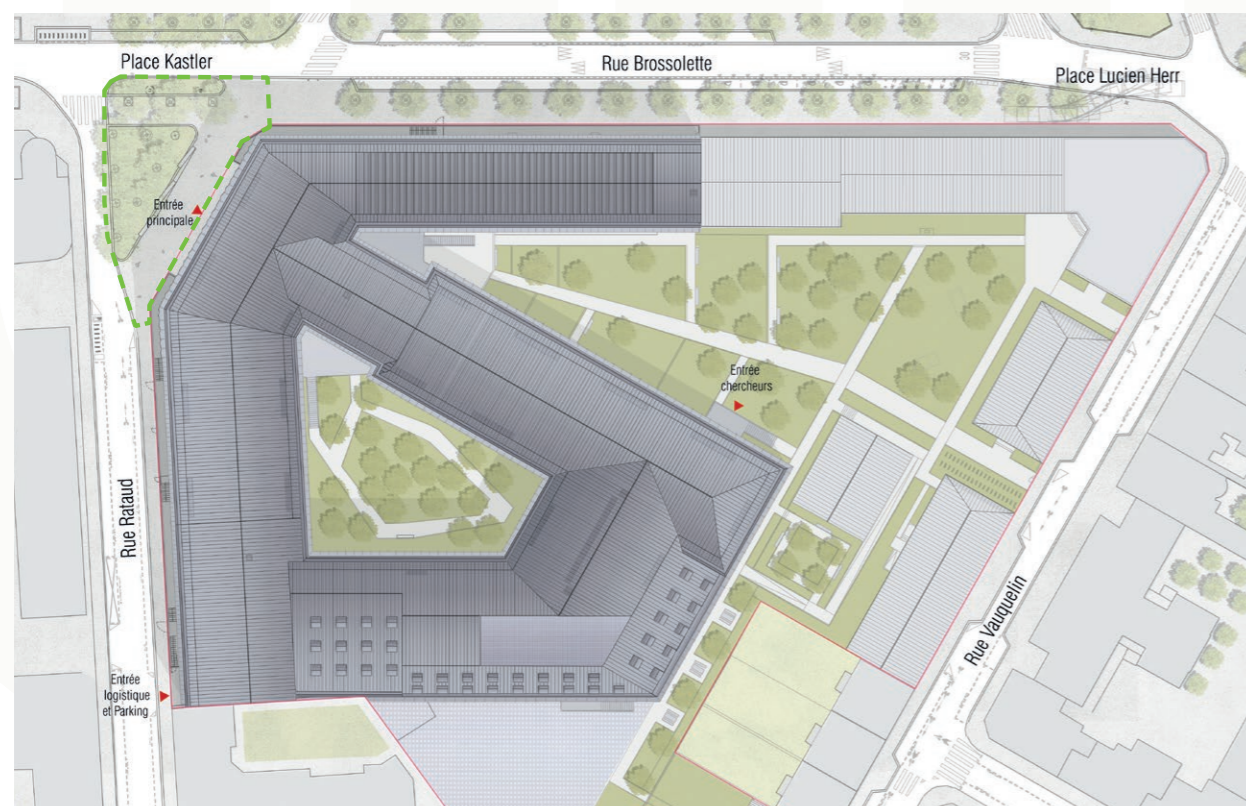 Place Kastler
Rue Brossolette
30
Place Lucien Herr
Entrée
principale
Entrée
chercheurs
Rue Rataud
Rue Vauquelin
Entrée
logistique
et Parking